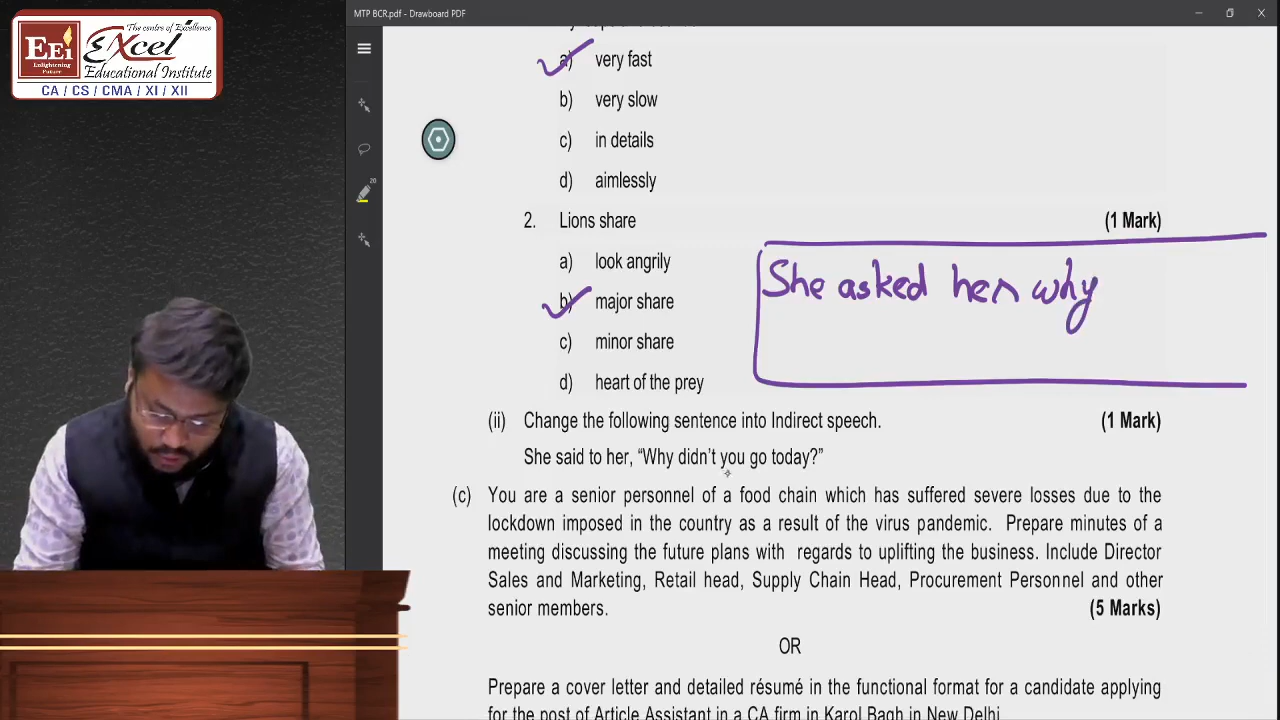 MTP BCR.pdf - Drawboard PDF
The centre of Excellence
EEi
Enlightening
Future
EXcel
Educational Institute
CA / CS / CMA / XI / XII
20
a) very fast
b) very slow
c) in details
d) aimlessly
2. Lions share (1 Mark)
a) look angrily
b) major share
c) minor share
d) heart of the prey
She asked her why
(ii) Change the following sentence into Indirect speech. (1 Mark)
She said to her, “Why didn’t you go today?”
(c) You are a senior personnel of a food chain which has suffered severe losses due to the
lockdown imposed in the country as a result of the virus pandemic. Prepare minutes of a
meeting discussing the future plans with regards to uplifting the business. Include Director
Sales and Marketing, Retail head, Supply Chain Head, Procurement Personnel and other
senior members. (5 Marks)
OR
Prepare a cover letter and detailed résumé in the functional format for a candidate applying
for the post of Article Assistant in a CA firm in Karol Bagh in New Delhi.